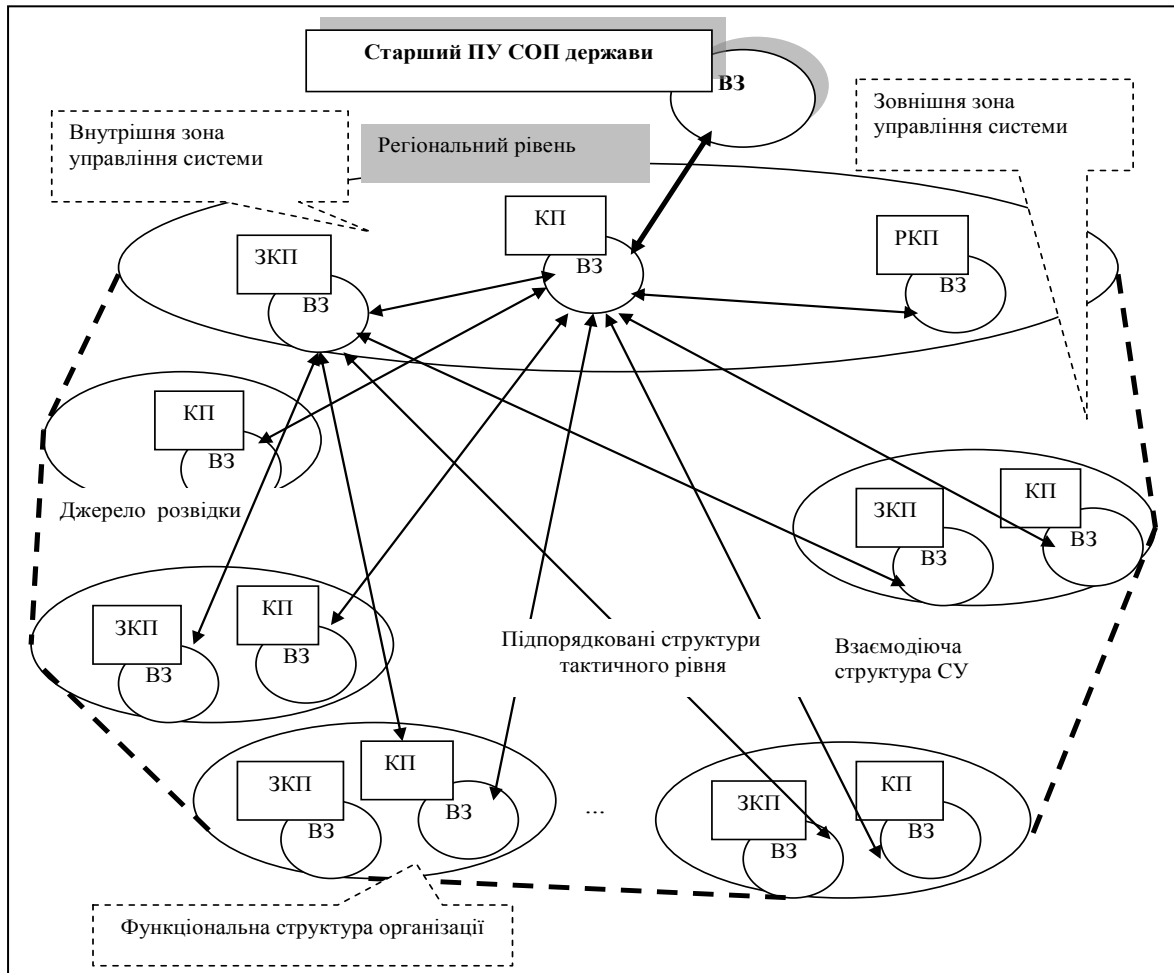 Старший ПУ СОП держави
ВЗ
Внутрішня зона
управління системи
Регіональний рівень
Зовнішня зона
управління системи
КП
ВЗ
ЗКП
ВЗ
РКП
ВЗ
КП
ВЗ
Джерело розвідки
ЗКП
ВЗ
КП
ВЗ
ЗКП
ВЗ
КП
ВЗ
Підпорядковані структури
тактичного рівня
Взаємодіюча
структура СУ
ЗКП
ВЗ
КП
ВЗ
...
ЗКП
ВЗ
КП
ВЗ
Функціональна структура організації